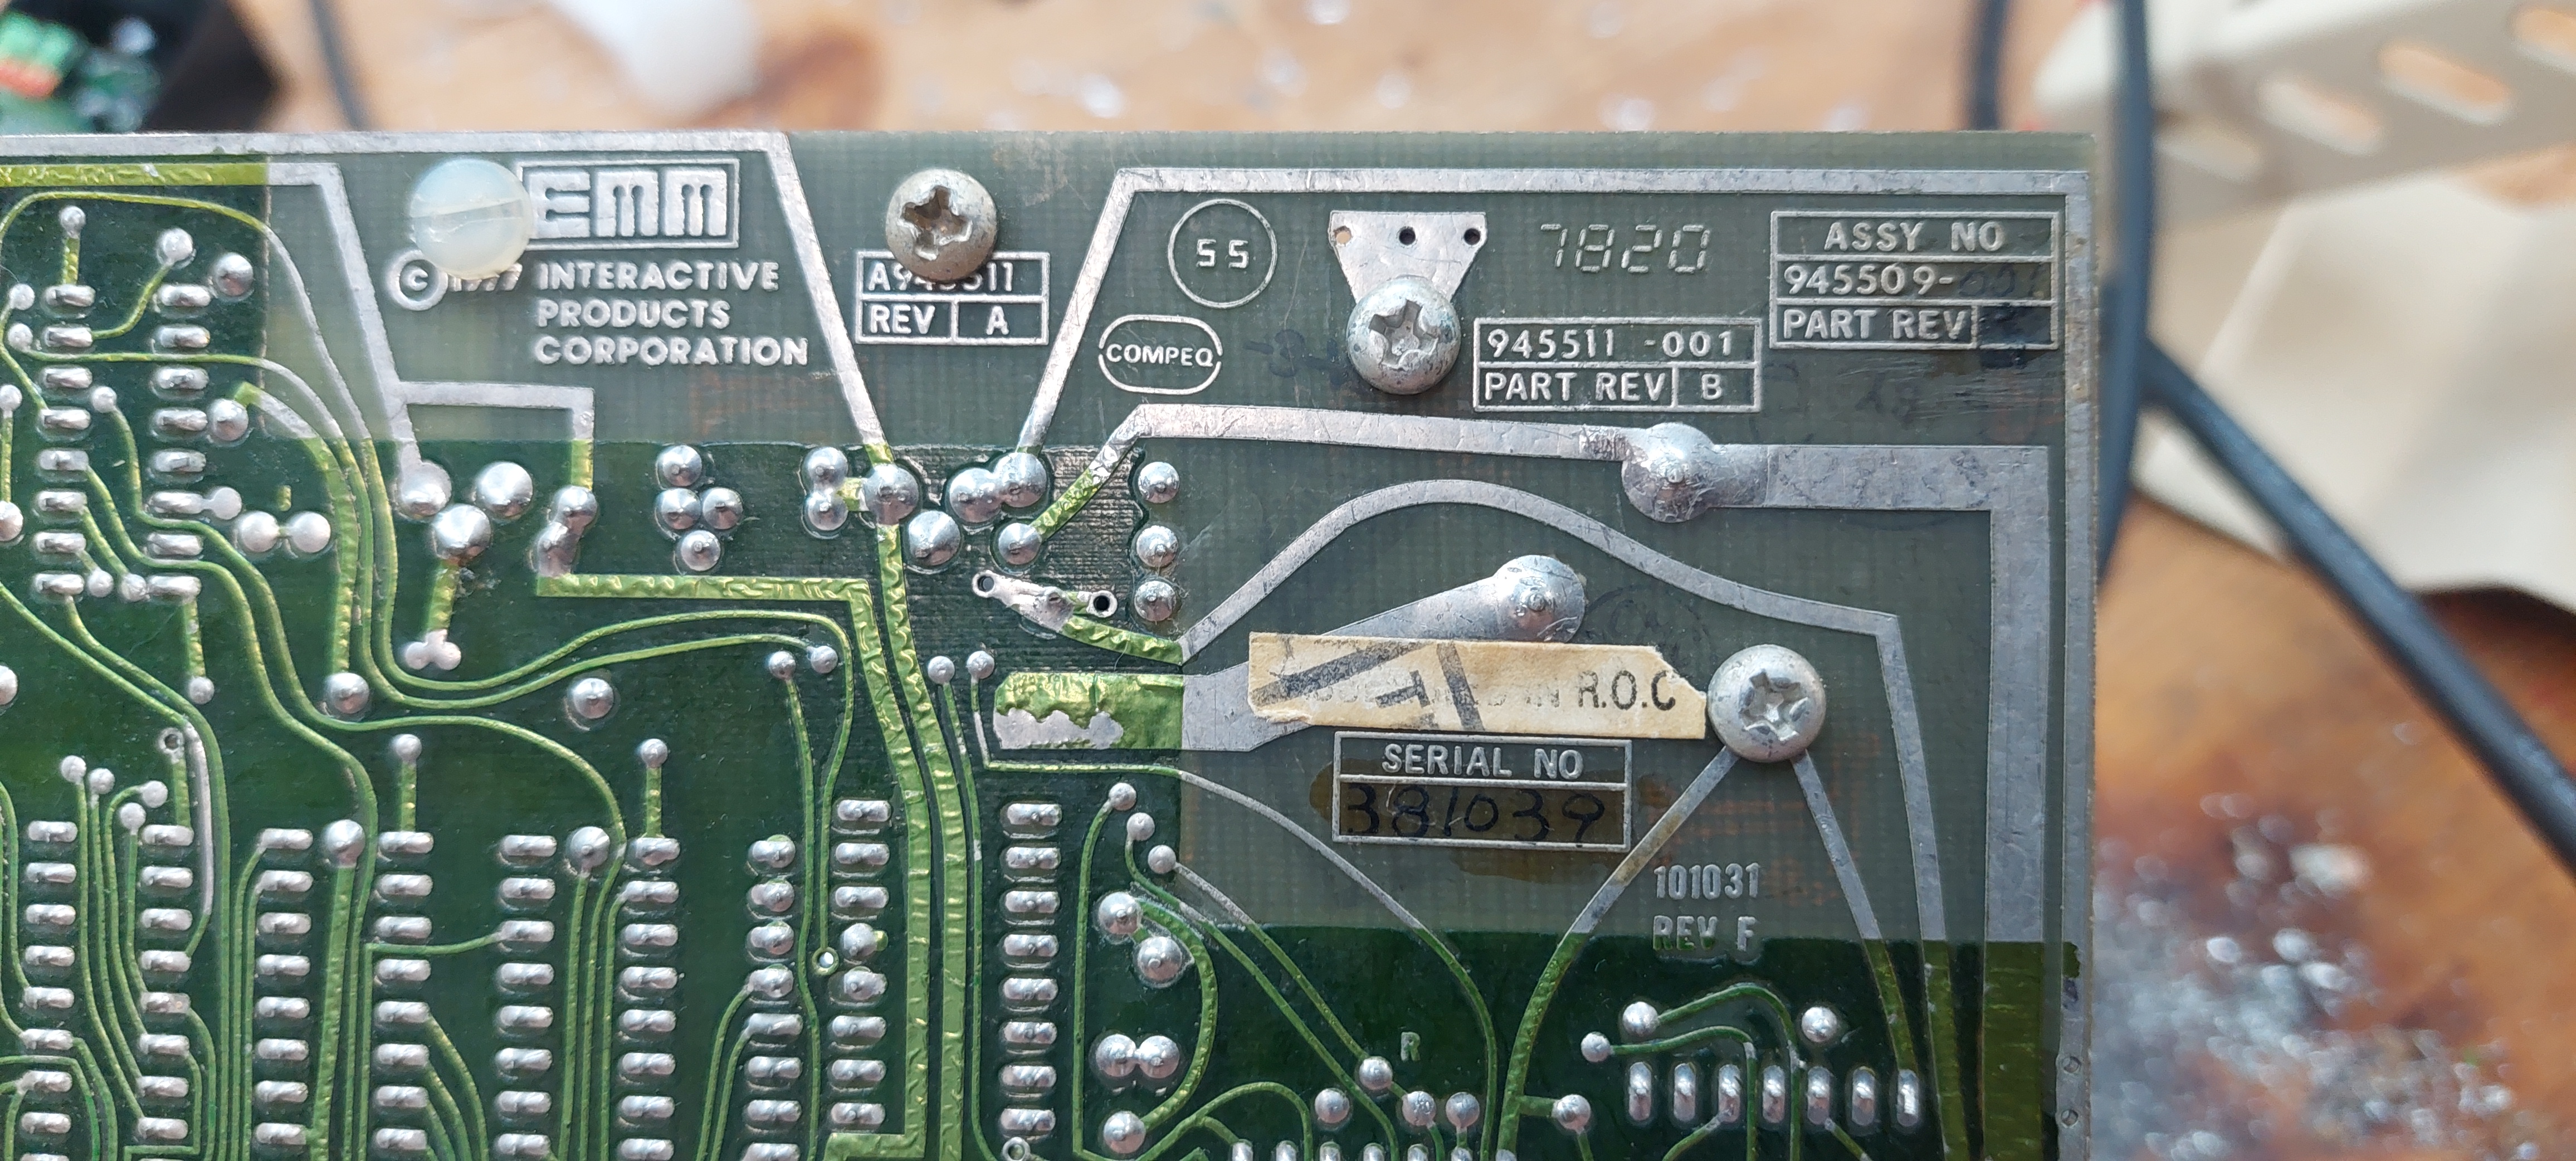 EMM
© 1977 INTERACTIVE
PRODUCTS
CORPORATION
REV A
55
COMPEQ
7820
945511 -001
PART REV B
ASSY NO
945509-
PART REV
R.O.C
SERIAL NO
381039
101031
REV F
R